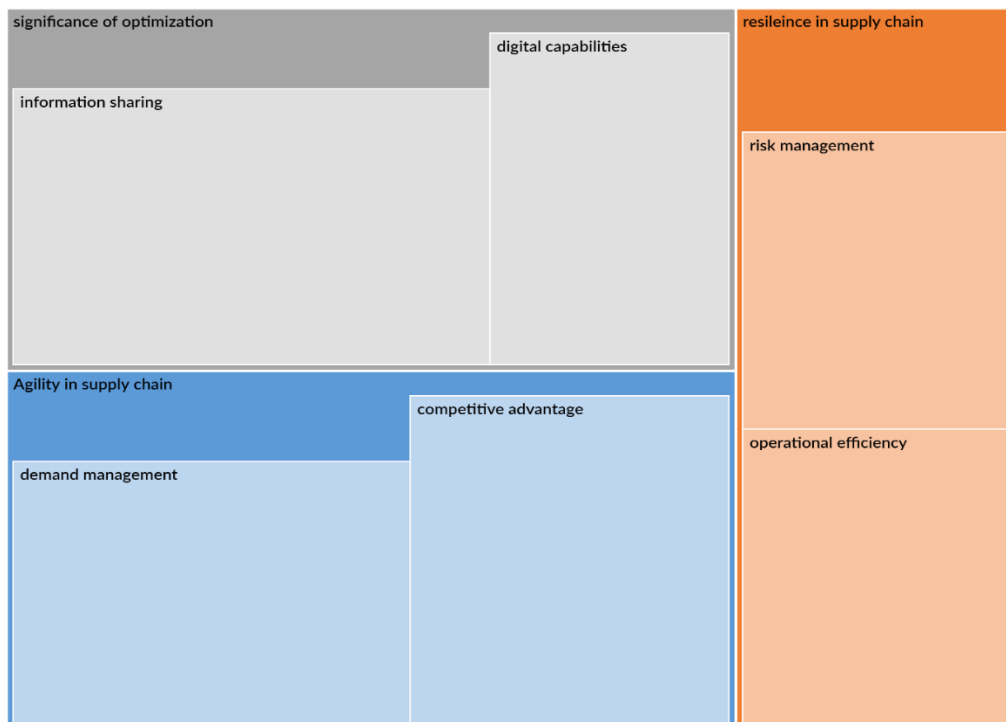 significance of optimization
digital capabilities
information sharing
resileince in supply chain
risk management
operational efficiency
Agility in supply chain
competitive advantage
demand management